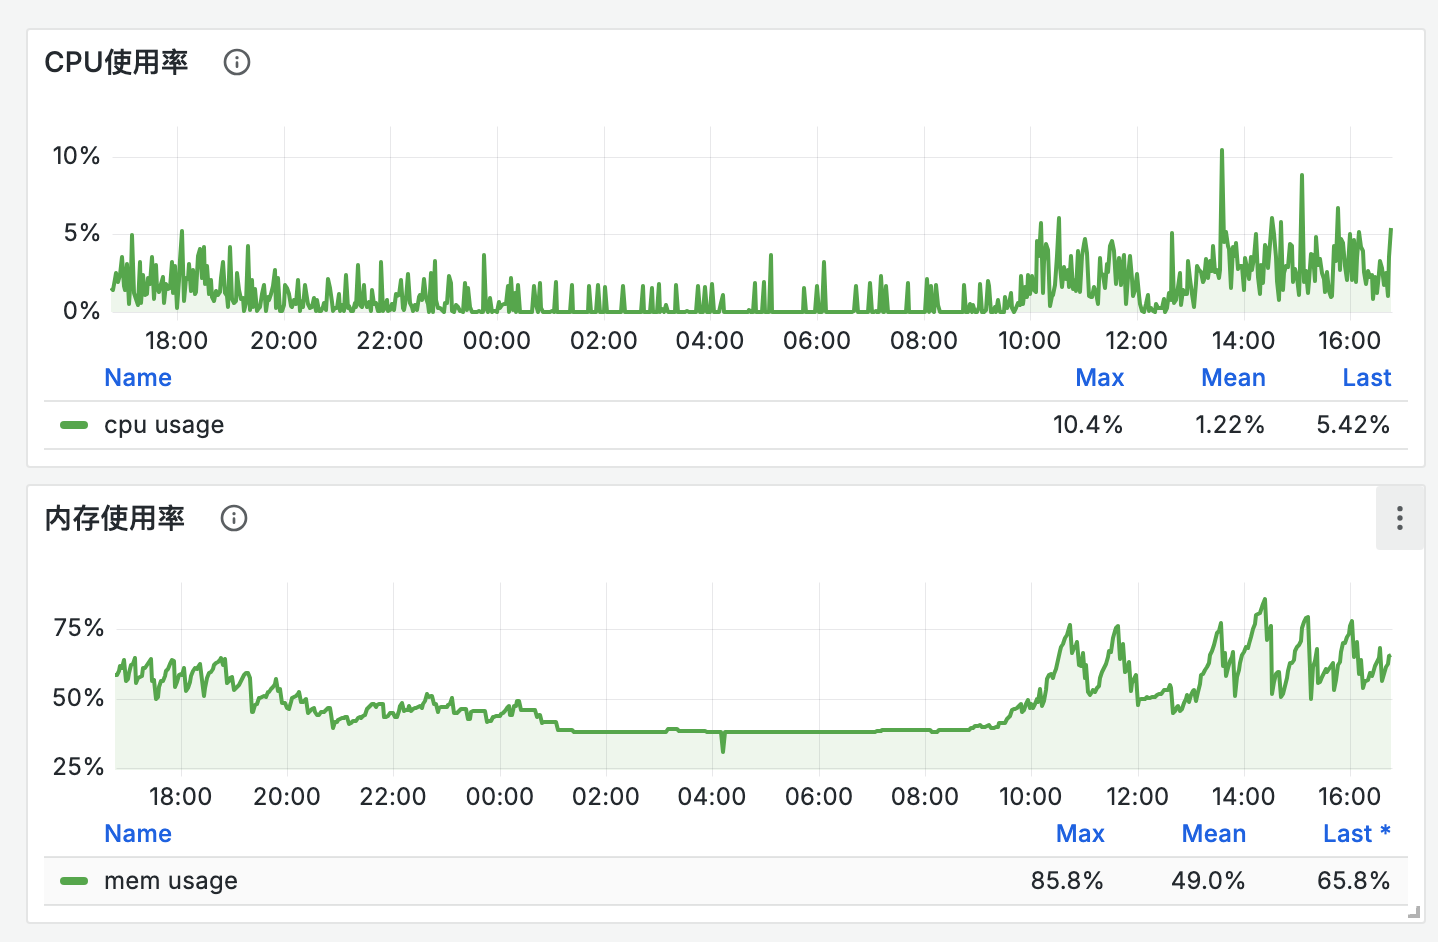 CPU使用率
10%
5%
0%
18:00 20:00 22:00 00:00 02:00 04:00 06:00 08:00 10:00 12:00 14:00 16:00
Name Max Mean Last
cpu usage 10.4% 1.22% 5.42%
内存使用率
75%
50%
25%
18:00 20:00 22:00 00:00 02:00 04:00 06:00 08:00 10:00 12:00 14:00 16:00
Name Max Mean Last *
mem usage 85.8% 49.0% 65.8%